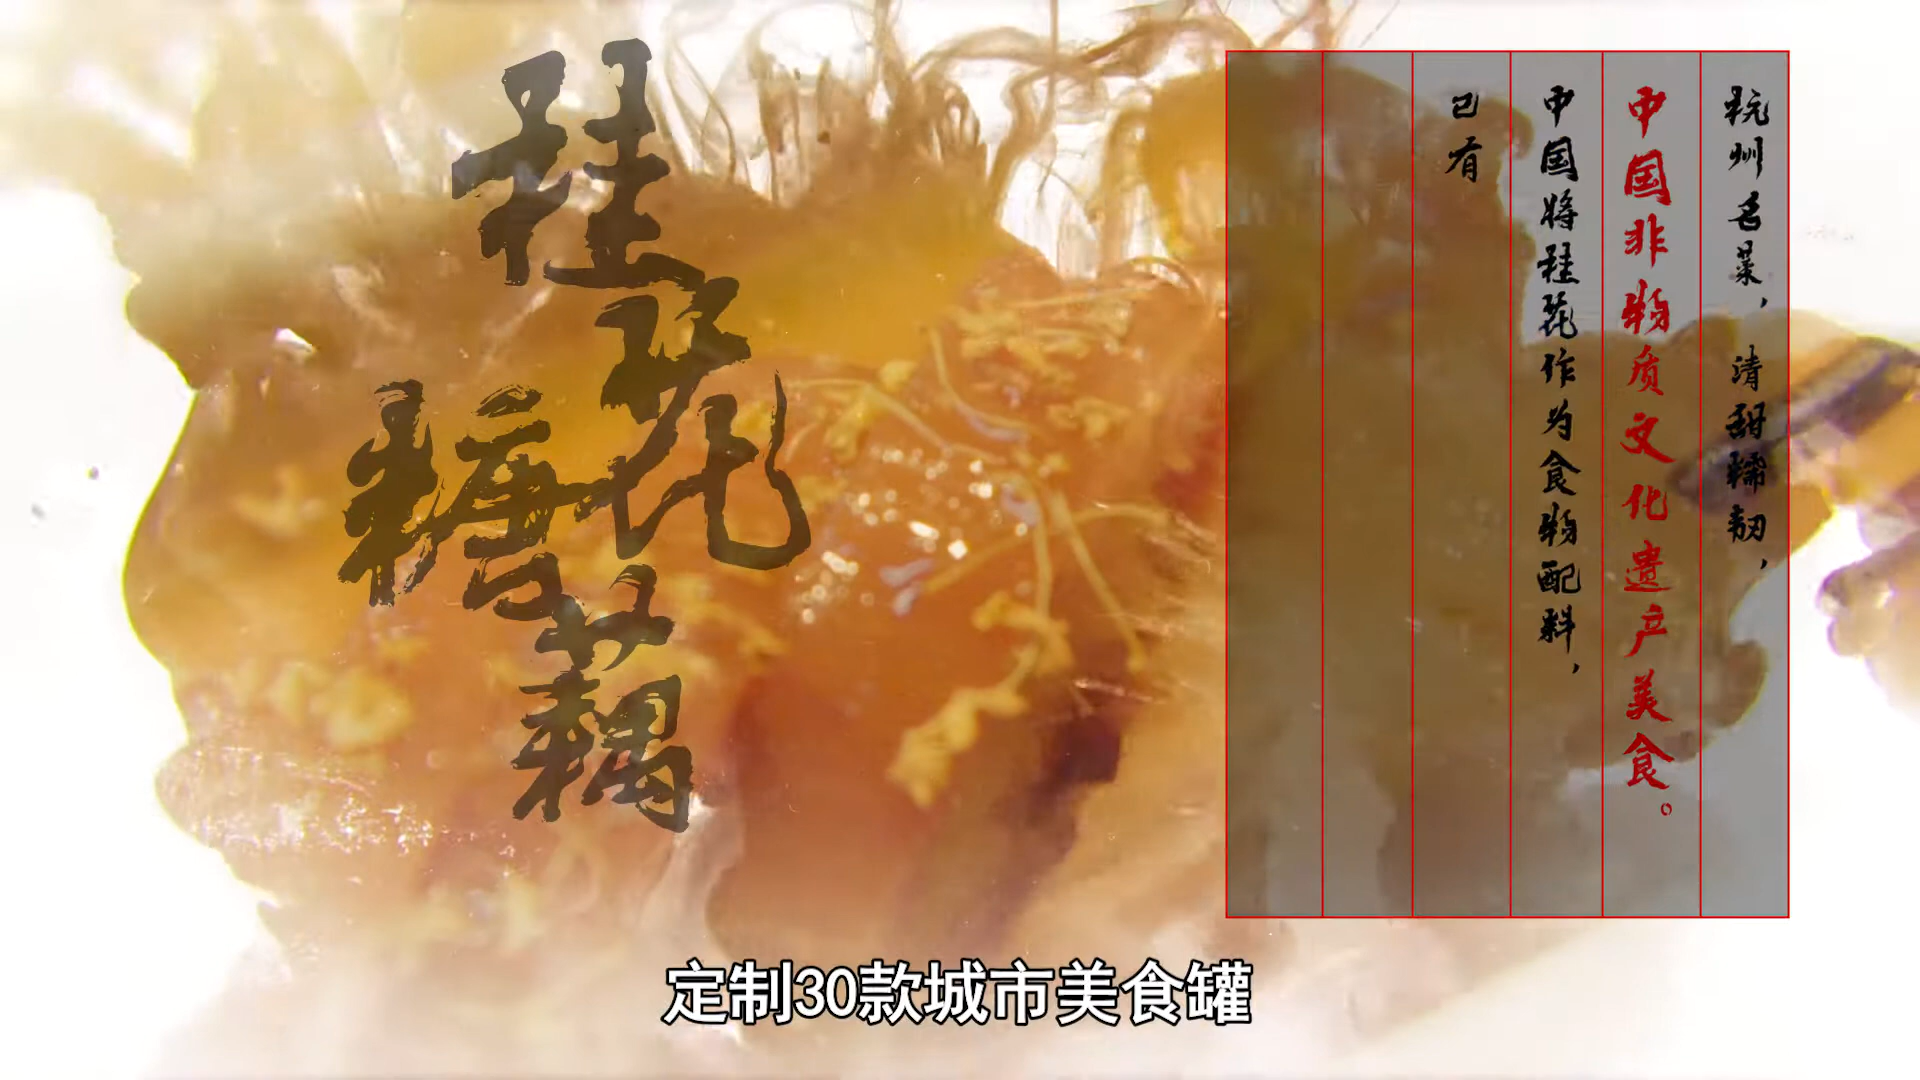 桂花
糖藕
杭州名菜，清甜糯韧，
中国非物质文化遗产美食。
中国将桂花作为食物配料，
已有
定制30款城市美食罐